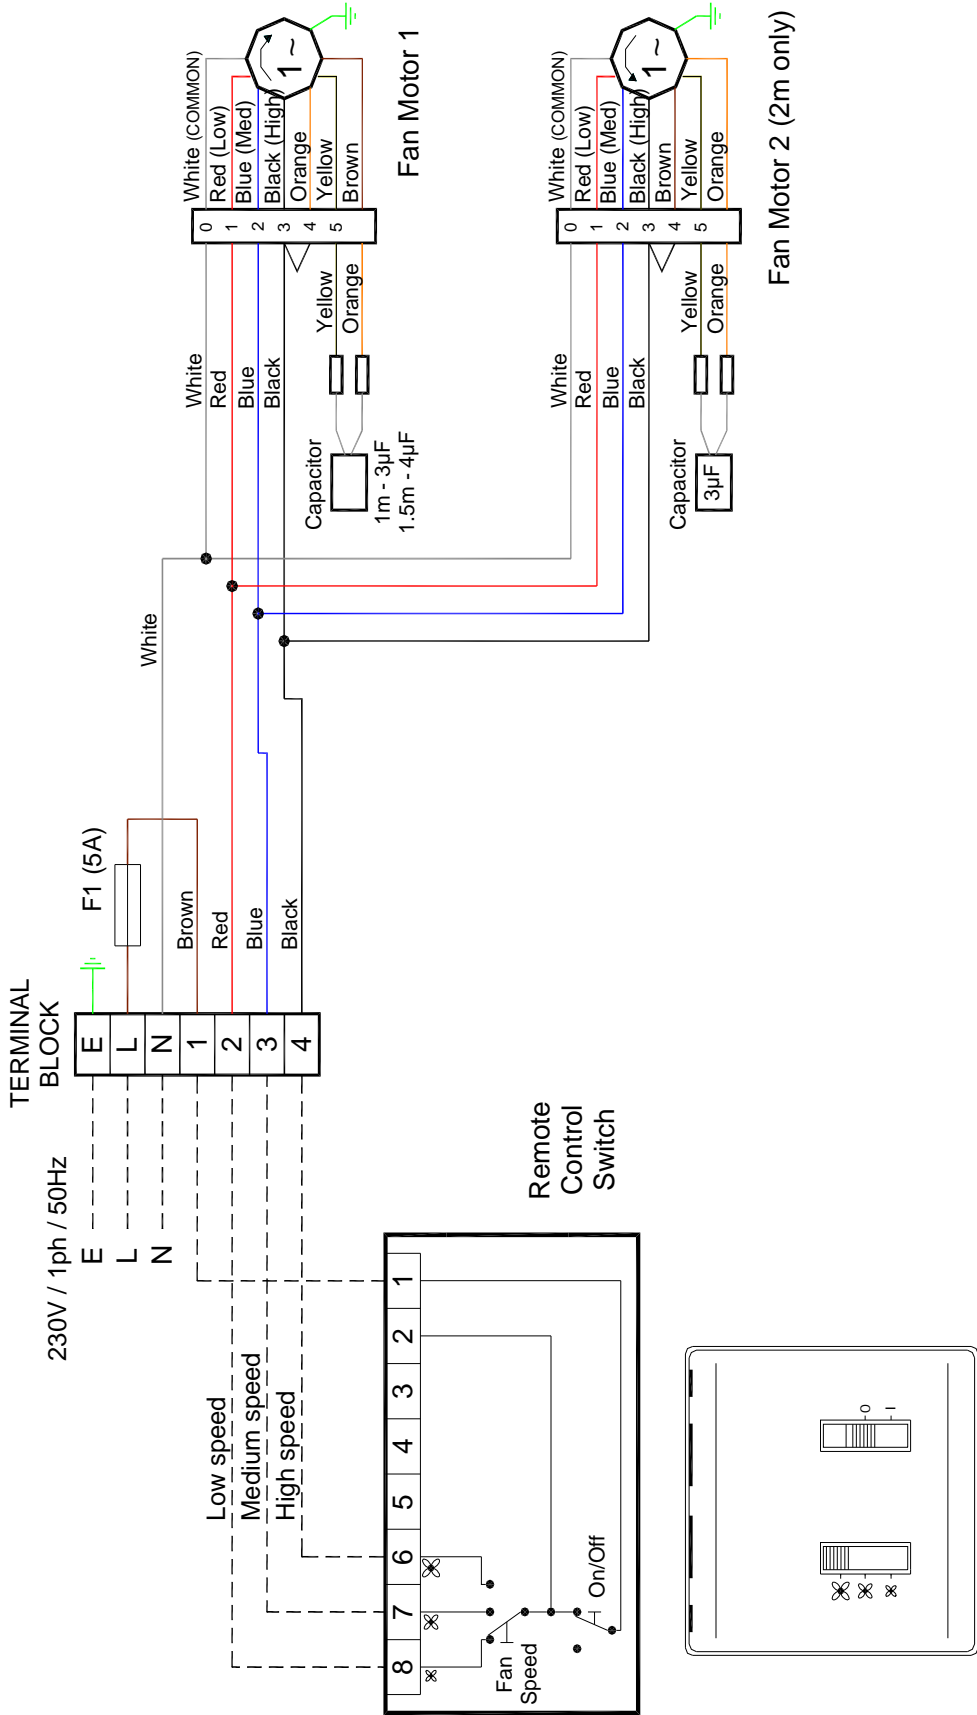 TERMINAL
BLOCK
230V / 1ph / 50Hz
E
L
N
E
L
N
1
2
3
4
F1 (5A)
White
Brown
Red
Blue
Black
White
Red
Blue
Black
Capacitor
1m - 3µF
1.5m - 4µF
Yellow
Orange
0
1
2
3
4
5
White (COMMON)
Red (Low)
Blue (Med)
Black (High)
Orange
Yellow
Brown
1~
Fan Motor 1
White
Red
Blue
Black
Capacitor
3µF
Yellow
Orange
0
1
2
3
4
5
White (COMMON)
Red (Low)
Blue (Med)
Black (High)
Brown
Yellow
Orange
1~
Fan Motor 2 (2m only)
Low speed
Medium speed
High speed
Remote
Control
Switch
8
7
6
5
4
3
2
1
Fan
Speed
On/Off
O
I